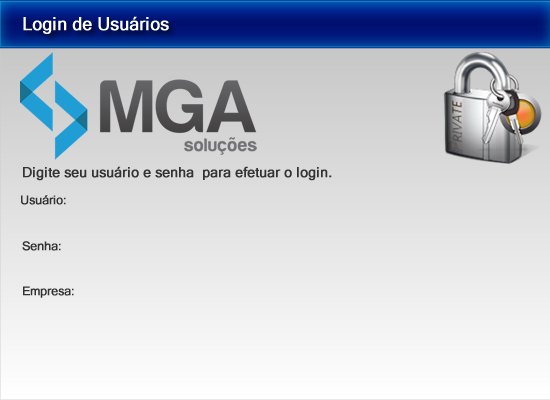 Login de Usuários
MGA
soluções
PRIVATE
Digite seu usuário e senha  para efetuar o login.
Usuário:
Senha:
Empresa: